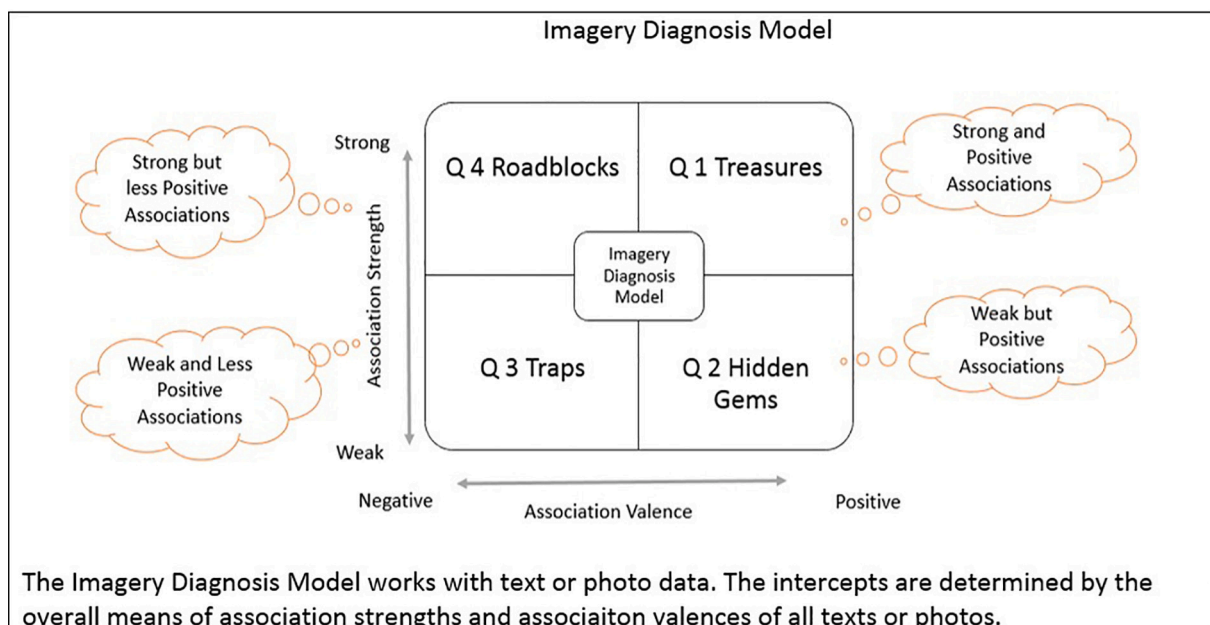 Imagery Diagnosis Model
Strong but
less Positive
Associations
Strong
Q 4 Roadblocks
Q 1 Treasures
Strong and
Positive
Associations
Association Strength
Imagery
Diagnosis
Model
Weak and Less
Positive
Associations
Q 3 Traps
Q 2 Hidden
Gems
Weak but
Positive
Associations
Weak
Negative
Association Valence
Positive
The Imagery Diagnosis Model works with text or photo data. The intercepts are determined by the
overall means of association strengths and associaiton valences of all texts or photos.